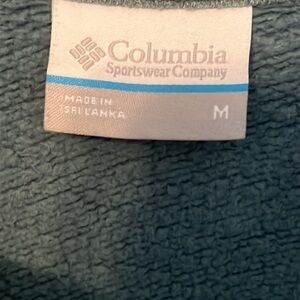 Columbia
Sportswear Company
MADE IN
SRI LANKA
M